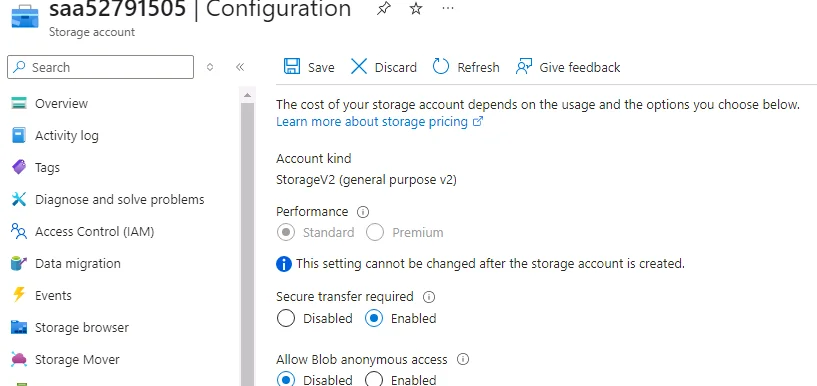 saa52791505 | Configuration
Storage account
Search
Overview
Activity log
Tags
Diagnose and solve problems
Access Control (IAM)
Data migration
Events
Storage browser
Storage Mover
Save Discard Refresh Give feedback
The cost of your storage account depends on the usage and the options you choose below.
Learn more about storage pricing
Account kind
StorageV2 (general purpose v2)
Performance
Standard Premium
This setting cannot be changed after the storage account is created.
Secure transfer required
Disabled Enabled
Allow Blob anonymous access
Disabled Enabled